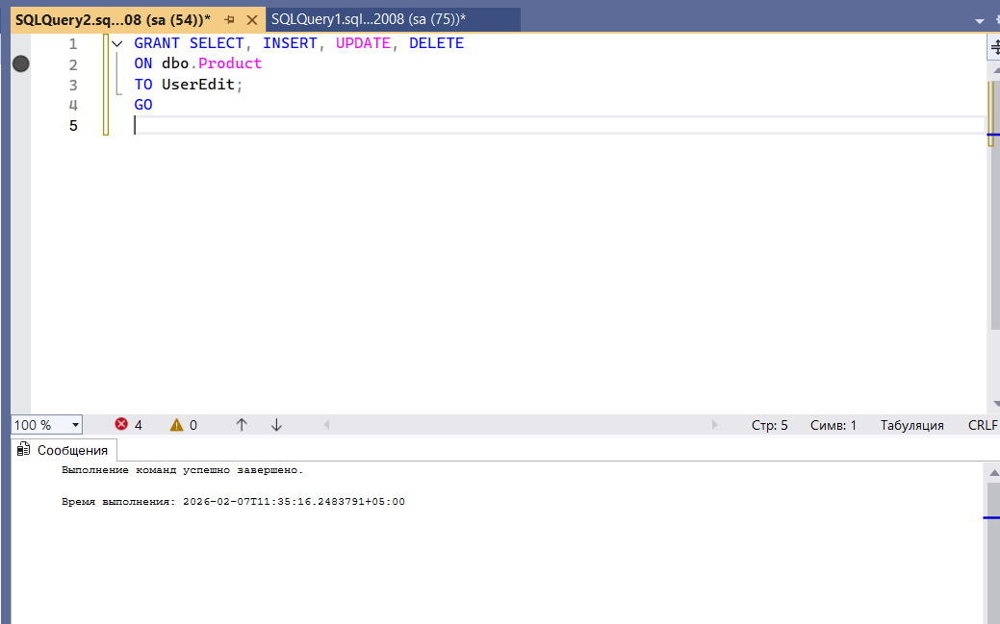 SQLQuery2.sq...08 (sa (54))* SQLQuery1.sql...2008 (sa (75))*
1 GRANT SELECT, INSERT, UPDATE, DELETE
2 ON dbo.Product
3 TO UserEdit;
4 GO
5
100 % 4 0 Стр: 5 Симв: 1 Табуляция CRLF
Сообщения
Выполнение команд успешно завершено.
Время выполнения: 2026-02-07T11:35:16.2483791+05:00